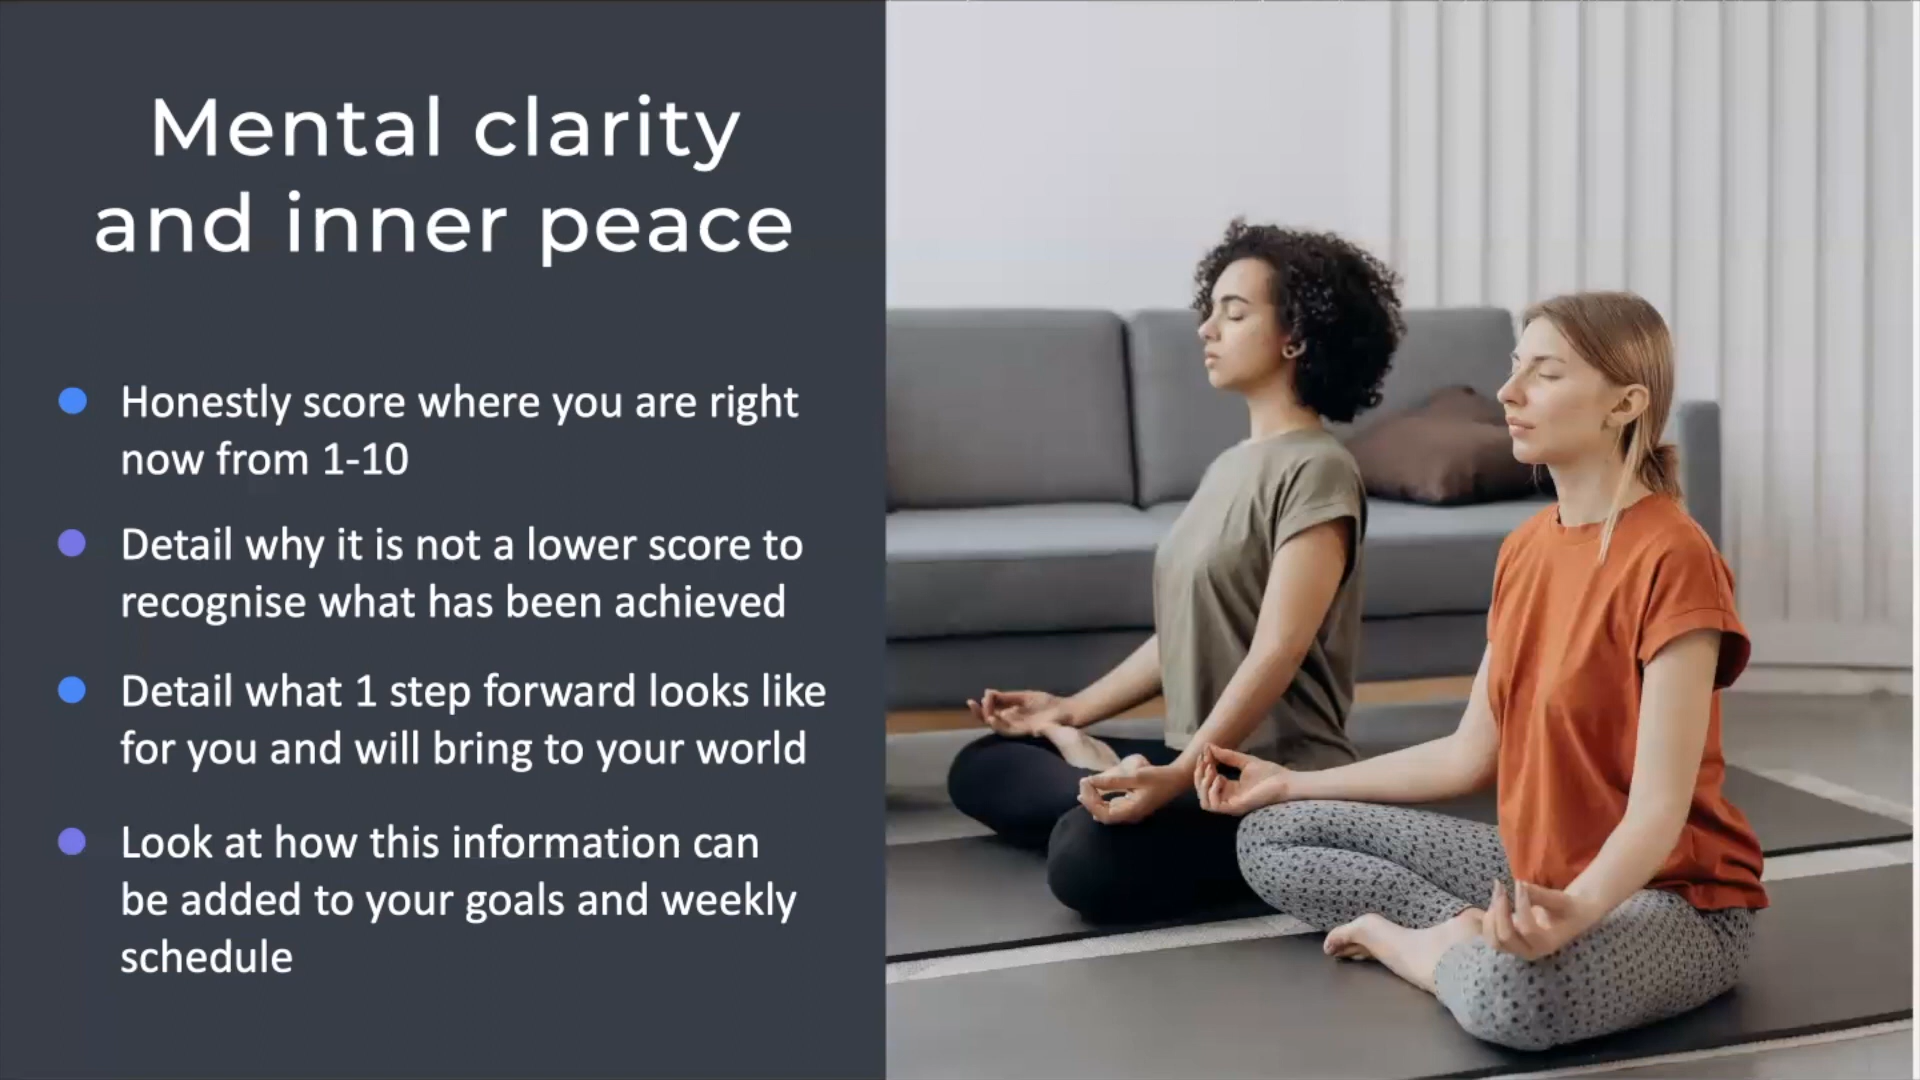 Mental clarity
and inner peace
Honestly score where you are right
now from 1-10
Detail why it is not a lower score to
recognise what has been achieved
Detail what 1 step forward looks like
for you and will bring to your world
Look at how this information can
be added to your goals and weekly
schedule